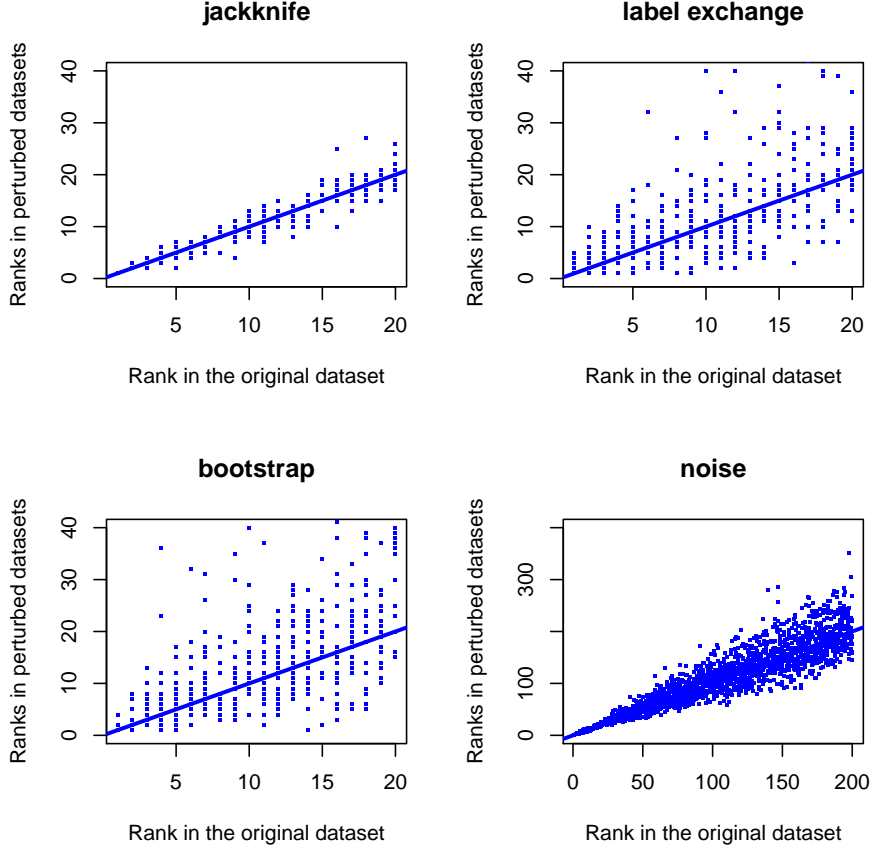 jackknife
Ranks in perturbed datasets
40
30
20
10
0
5
10
15
20
Rank in the original dataset
label exchange
Ranks in perturbed datasets
40
30
20
10
0
5
10
15
20
Rank in the original dataset
bootstrap
Ranks in perturbed datasets
40
30
20
10
0
5
10
15
20
Rank in the original dataset
noise
Ranks in perturbed datasets
300
100
0
0
50
100
150
200
Rank in the original dataset